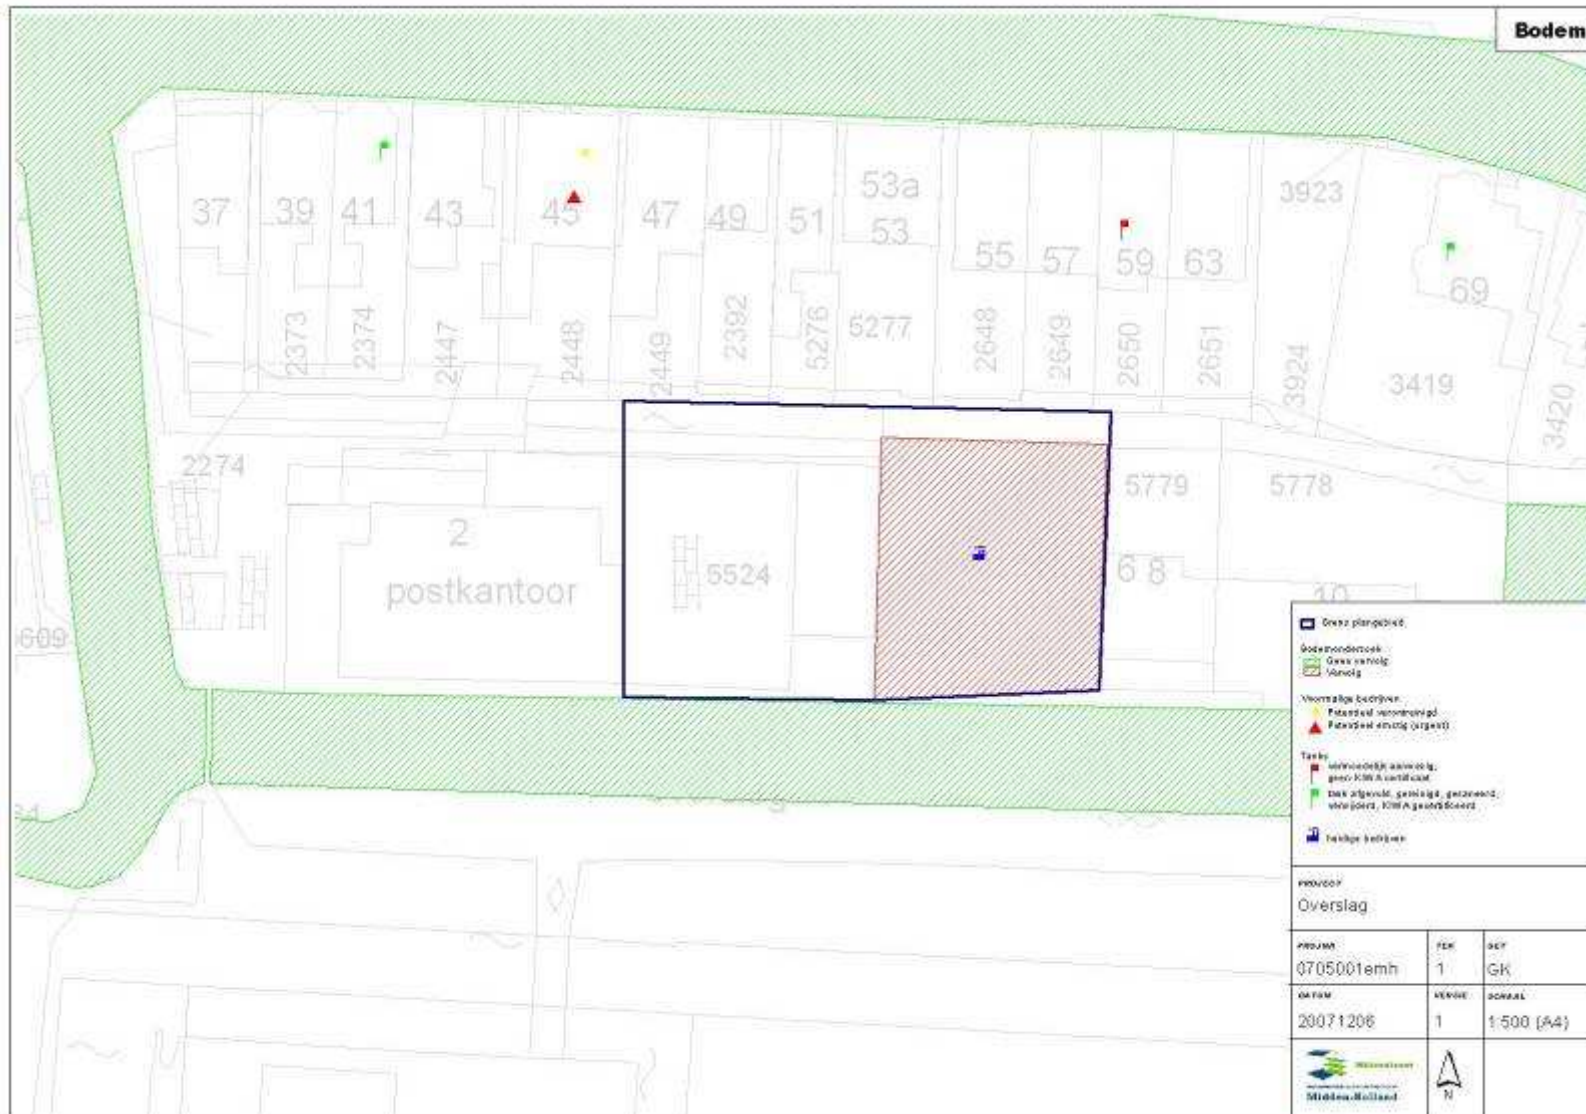 Bodem
37
39
41
43
45
47
49
51
53a
53
55
57
59
63
3923
69
2373
2374
2447
2448
2449
2392
5276
5277
2648
2649
2650
2651
3924
3419
3420
2274
2
postkantoor
5524
5779
5778
6 8
10
Grens plangebied
Bodemonderzoek
Geen vervolg
Vervolg
Voormalige bedrijven
Potentieel verontreinigd
Potentieel ernstig (urgent)
Tanks
vermoedelijk aanwezig,
geen KIWA certificaat
tank afgevuld, gereinigd, gesaneerd,
verwijderd, KIWA gecertificeerd
huidige bedrijven
PROJECT
Overslag
PROJNR
0705001emh
TEK
1
GET
GK
DATUM
20071206
VERSIE
1
SCHAAL
1:500 (A4)
Milieudienst
Midden-Holland
N